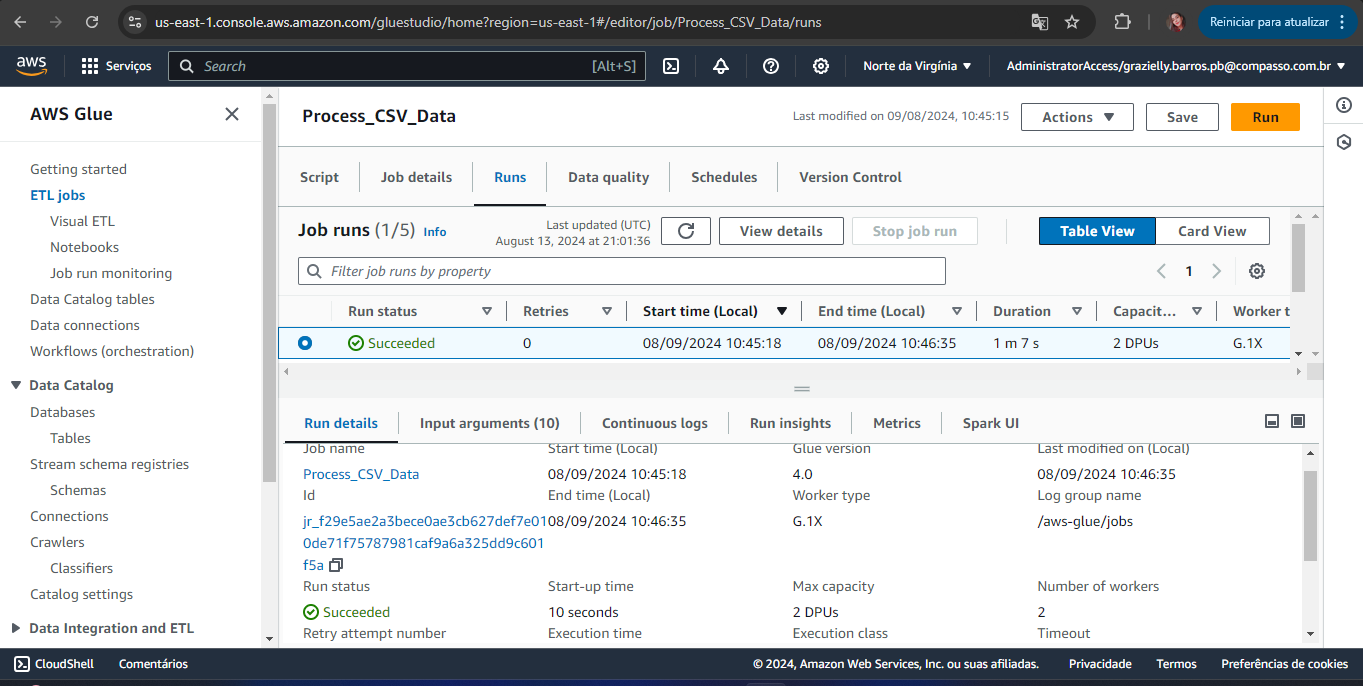 us-east-1.console.aws.amazon.com/gluestudio/home?region=us-east-1#/editor/job/Process_CSV_Data/runs
Reiniciar para atualizar
aws
Serviços
Search
[Alt+S]
Norte da Virgínia
AdministratorAccess/grazielly.barros.pb@compasso.com.br
AWS Glue
Getting started
ETL jobs
Visual ETL
Notebooks
Job run monitoring
Data Catalog tables
Data connections
Workflows (orchestration)
Data Catalog
Databases
Tables
Stream schema registries
Schemas
Connections
Crawlers
Classifiers
Catalog settings
Data Integration and ETL
Process_CSV_Data
Last modified on 09/08/2024, 10:45:15
Actions
Save
Run
Script
Job details
Runs
Data quality
Schedules
Version Control
Job runs (1/5) Info
Last updated (UTC)
August 13, 2024 at 21:01:36
View details
Stop job run
Table View
Card View
Filter job runs by property
1
Run status
Retries
Start time (Local)
End time (Local)
Duration
Capacit...
Worker t
Succeeded
0
08/09/2024 10:45:18
08/09/2024 10:46:35
1 m 7 s
2 DPUs
G.1X
Run details
Input arguments (10)
Continuous logs
Run insights
Metrics
Spark UI
Job name
Start time (Local)
Glue version
Last modified on (Local)
Process_CSV_Data
08/09/2024 10:45:18
4.0
08/09/2024 10:46:35
Id
End time (Local)
Worker type
Log group name
jr_f29e5ae2a3bece0ae3cb627def7e01
08/09/2024 10:46:35
G.1X
/aws-glue/jobs
0de71f75787981caf9a6a325dd9c601
f5a
Run status
Start-up time
Max capacity
Number of workers
Succeeded
10 seconds
2 DPUs
2
Retry attempt number
Execution time
Execution class
Timeout
CloudShell
Comentários
© 2024, Amazon Web Services, Inc. ou suas afiliadas.
Privacidade
Termos
Preferências de cookies